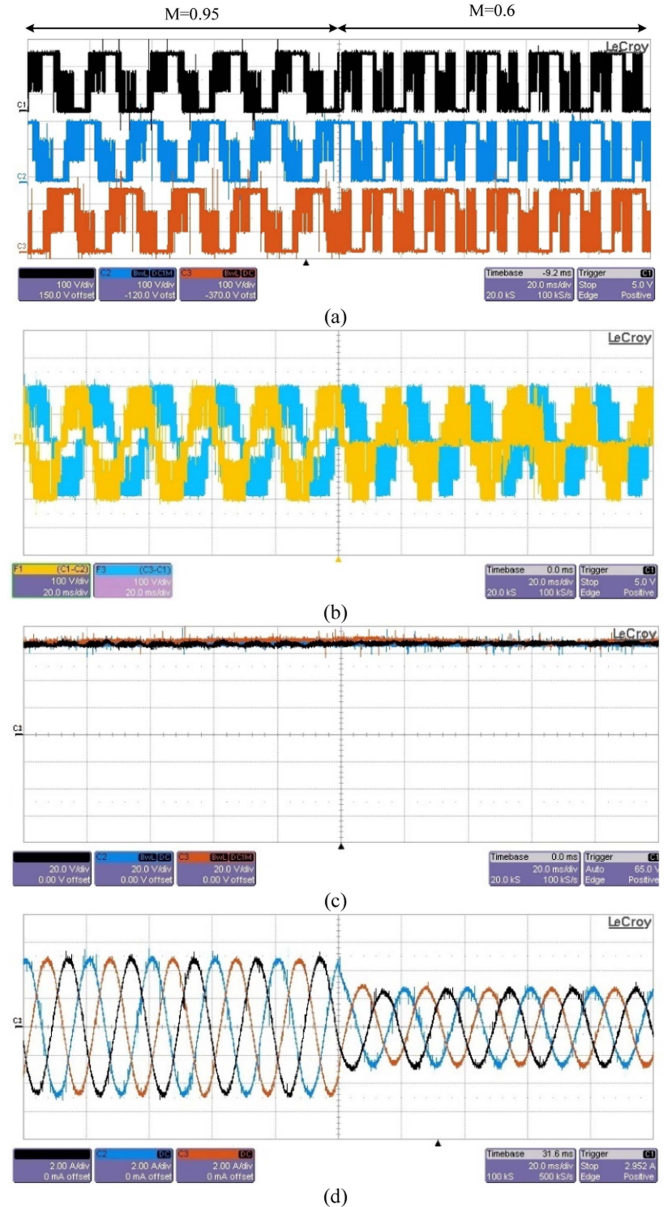 M=0.95 M=0.6
LeCroy
C1
C2
C3
C2 BwL DC1M C3 BwL DC Timebase -9.2 ms Trigger C1
100 V/div 100 V/div 100 V/div 20.0 ms/div Stop 5.0 V
150.0 V offset -120.0 V ofst -370.0 V ofst 20.0 kS 100 kS/s Edge Positive
(a)
LeCroy
F1
F1 (C1-C2) F3 (C3-C1) Timebase 0.0 ms Trigger C1
100 V/div 100 V/div 20.0 ms/div Stop 5.0 V
20.0 ms/div 20.0 ms/div 20.0 kS 100 kS/s Edge Positive
(b)
LeCroy
C3
C2 BwL DC C3 BwL DC1M Timebase 0.0 ms Trigger
20.0 V/div 20.0 V/div 20.0 V/div 20.0 ms/div Auto 65.0 V
0.00 V offset 0.00 V offset 0.00 V offset 20.0 kS 100 kS/s Edge Positive
(c)
LeCroy
C2 DC C3 DC Timebase 31.6 ms Trigger C1
2.00 A/div 2.00 A/div 2.00 A/div 20.0 ms/div Stop 2.952 A
0 mA offset 0 mA offset 0 mA offset 100 kS 500 kS/s Edge Positive
(d)